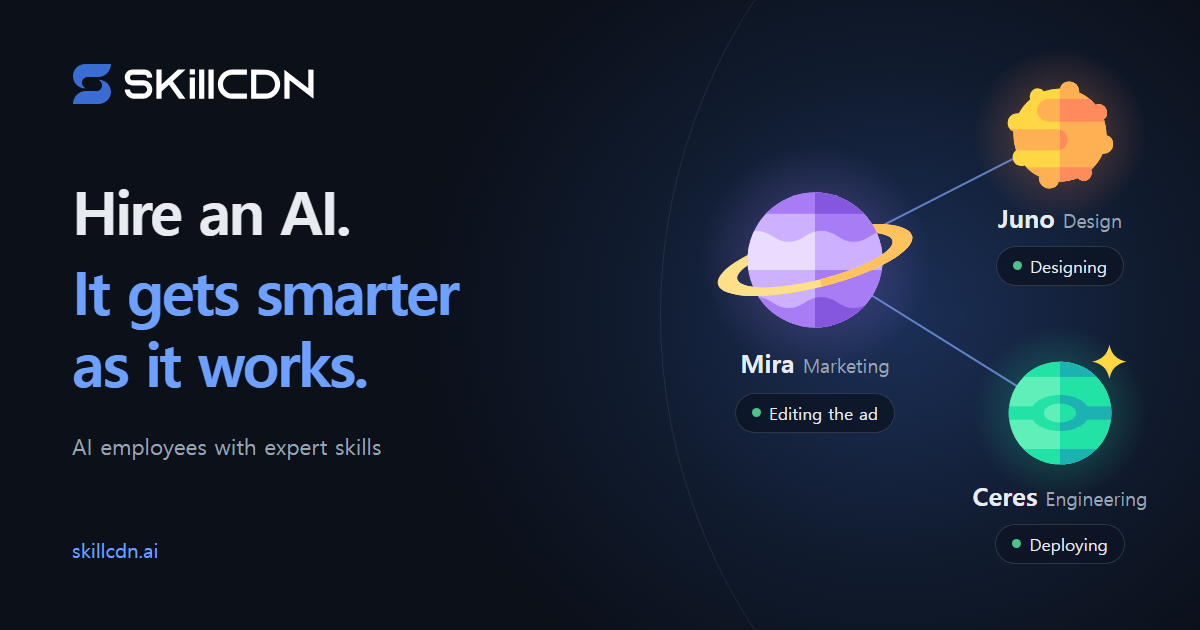 SKillCDN
Hire an AI.
It gets smarter
as it works.
AI employees with expert skills
skillcdn.ai
Juno Design
Designing
Mira Marketing
Editing the ad
Ceres Engineering
Deploying